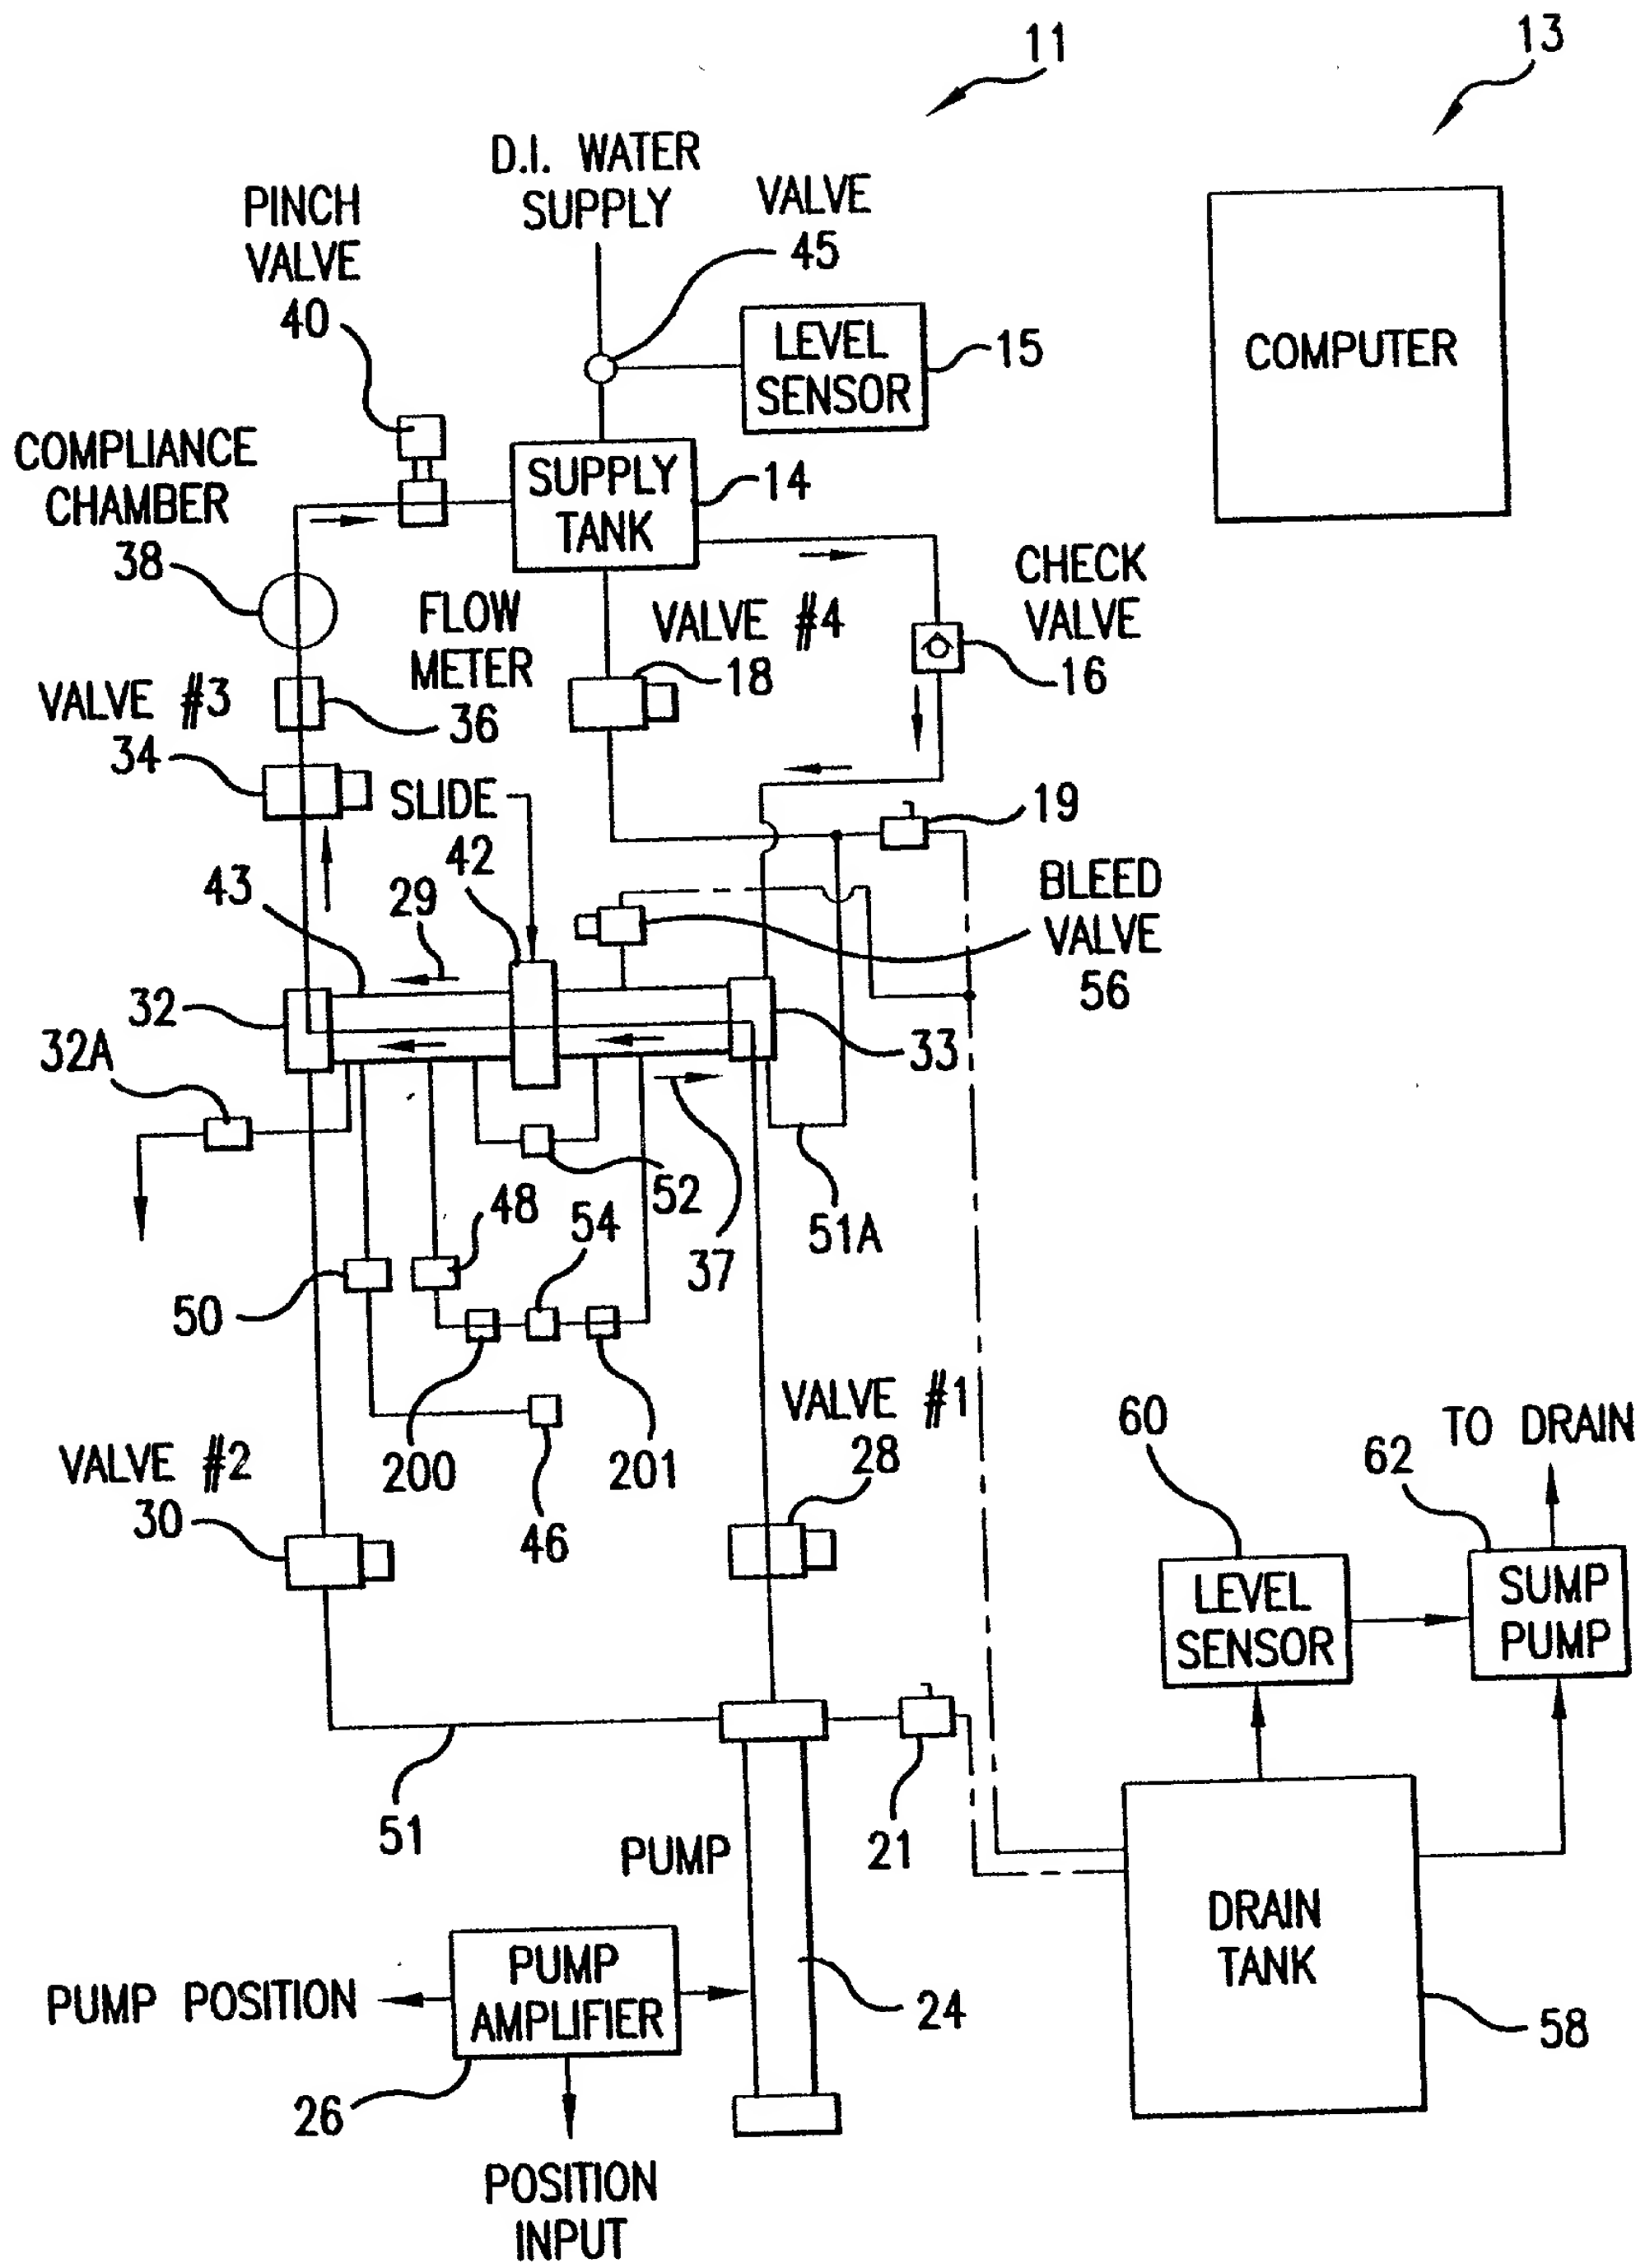 11
13
D.I. WATER
SUPPLY
VALVE
45
PINCH
VALVE
40
LEVEL
SENSOR
15
COMPUTER
COMPLIANCE
CHAMBER
38
SUPPLY
TANK
14
CHECK
VALVE
16
FLOW
METER
36
VALVE #4
18
VALVE #3
34
SLIDE
42
19
43
29
BLEED
VALVE
56
32
33
32A
52
48
54
37
51A
50
200
201
46
VALVE #1
28
VALVE #2
30
60
62
TO DRAIN
LEVEL
SENSOR
SUMP
PUMP
51
21
PUMP
DRAIN
TANK
PUMP POSITION
PUMP
AMPLIFIER
24
58
26
POSITION
INPUT